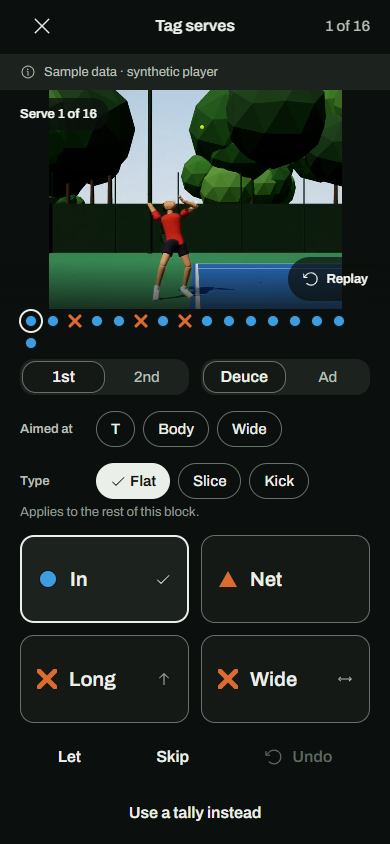 Tag serves
1 of 16
Sample data · synthetic player
Serve 1 of 16
Replay
1st
2nd
Deuce
Ad
Aimed at
T
Body
Wide
Type
Flat
Slice
Kick
Applies to the rest of this block.
In
Net
Long
Wide
Let
Skip
Undo
Use a tally instead